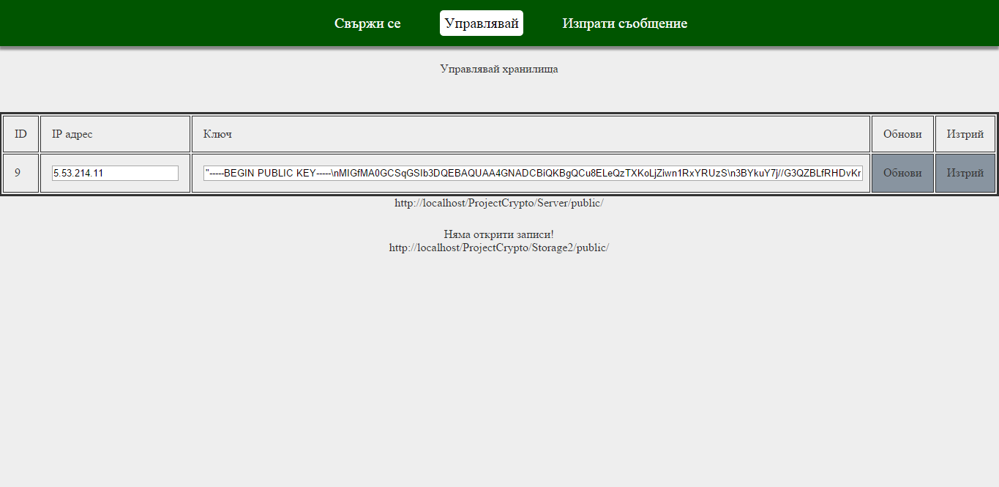 Свържи се Управлявай Изпрати съобщение
Управлявай хранилища
ID IP адрес Ключ Обнови Изтрий
9 5.53.214.11 "-----BEGIN PUBLIC KEY-----\nMIGfMA0GCSqGSIb3DQEBAQUAA4GNADCBiQKBgQCu8ELeQzTXKoLjZiwn1RxYRUzS\n3BYkuY7j//G3QZBLfRHDvKr Обнови Изтрий
http://localhost/ProjectCrypto/Server/public/
Няма открити записи!
http://localhost/ProjectCrypto/Storage2/public/